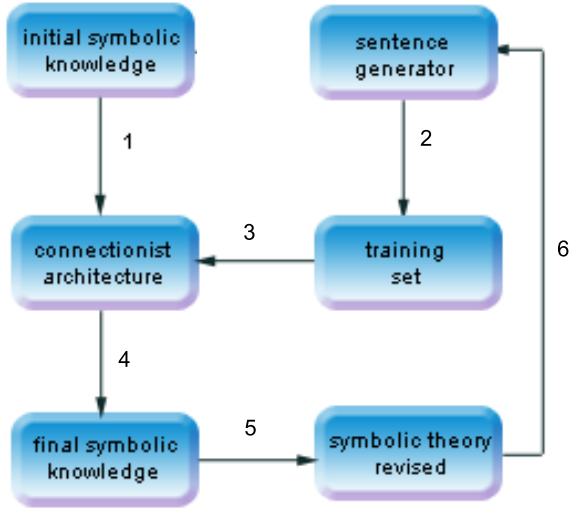 initial symbolic
knowledge
sentence
generator
1
2
connectionist
architecture
3
training
set
6
4
final symbolic
knowledge
5
symbolic theory
revised